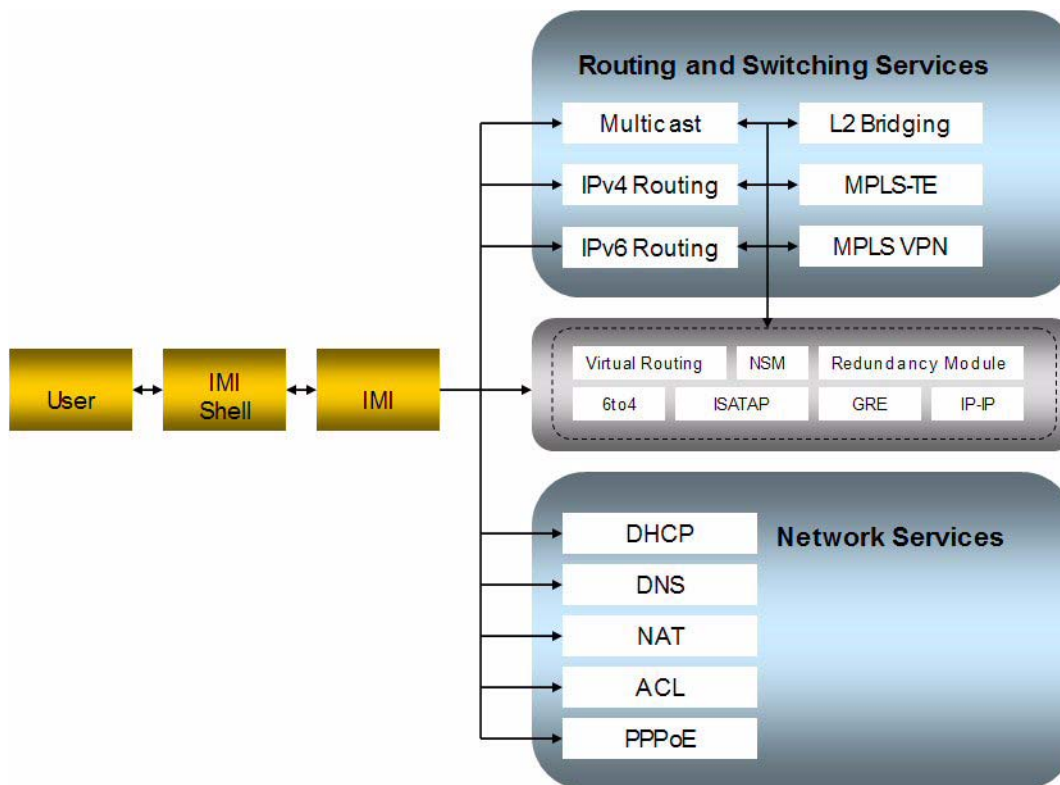 Routing and Switching Services
Multicast
L2 Bridging
IPv4 Routing
MPLS-TE
IPv6 Routing
MPLS VPN
User
IMI
Shell
IMI
Virtual Routing
NSM
Redundancy Module
6to4
ISATAP
GRE
IP-IP
Network Services
DHCP
DNS
NAT
ACL
PPPoE